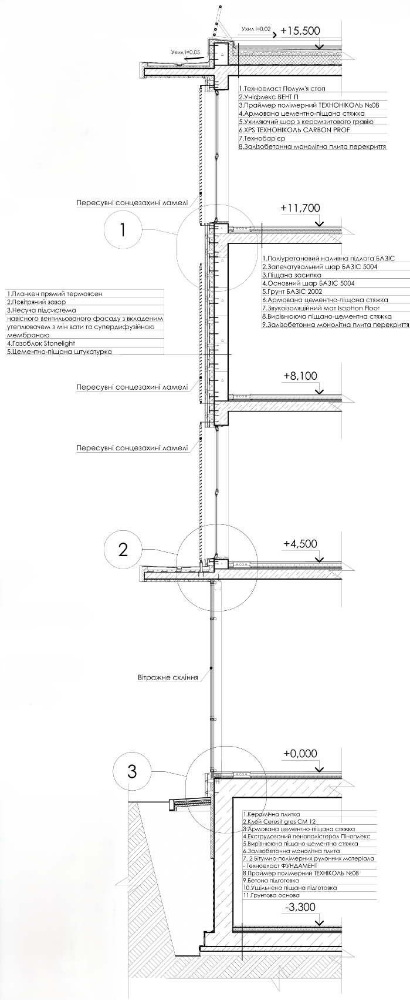 Ухил i=0.02
+15,500
Ухил i=0.05
1.Техноеласт Полум'я стоп
2.Уніфлекс ВЕНТ П
3.Праймер полімерний ТЕХНОНІКОЛЬ №08
4.Армована цементно-піщана стяжка
5.Ухиляючий шар з керамзитового гравію
6.XPS ТЕХНОНІКОЛЬ CARBON PROF
7.Технобар'єр
8.Залізобетонна монолітна плита перекриття
Пересувні сонцезахині ламелі
+11,700
1
1.Поліуретановий наливна підлога БАЗІС
2.Запечатувальний шар БАЗІС 5004
3.Піщана засипка
4.Основний шар БАЗІС 5004
5.Грунт БАЗІС 2002
6.Армована цементно-піщана стяжка
7.Звукоізоляційний мат Isophon Floor
8.Вирівнююча піщано-цементна стяжка
9.Залізобетонна монолітна плита перекриття
1.Планкен прямий термоясен
2.Повітряний зазор
3.Несуча підсистема
навісного вентильованого фасаду з вкладеним
утеплювачем з мін вати та супердифузійною
мембраною
4.Газоблок Stonelight
5.Цементно-піщана штукатурка
+8,100
Пересувні сонцезахині ламелі
Пересувні сонцезахині ламелі
2
+4,500
Вітражне скління
+0,000
3
1.Керамічна плитка
2.Клей Ceresit gres CM 12
3.Армована цементно-піщана стяжка
4.Екструдований пенополістерол Піноплекс
5.Вирівнююча піщано-цементна стяжка
6.Залізобетонна монолітна плита
7. 2 Бітумно-полімерних рулонних матеріала
- Техноеласт ФУНДАМЕНТ
8.Праймер полімерний ТЕХНІКОЛЬ №08
9.Бетона підготовка
10.Ущільнена піщана підготовка
11.Грунтова основа
-3,300